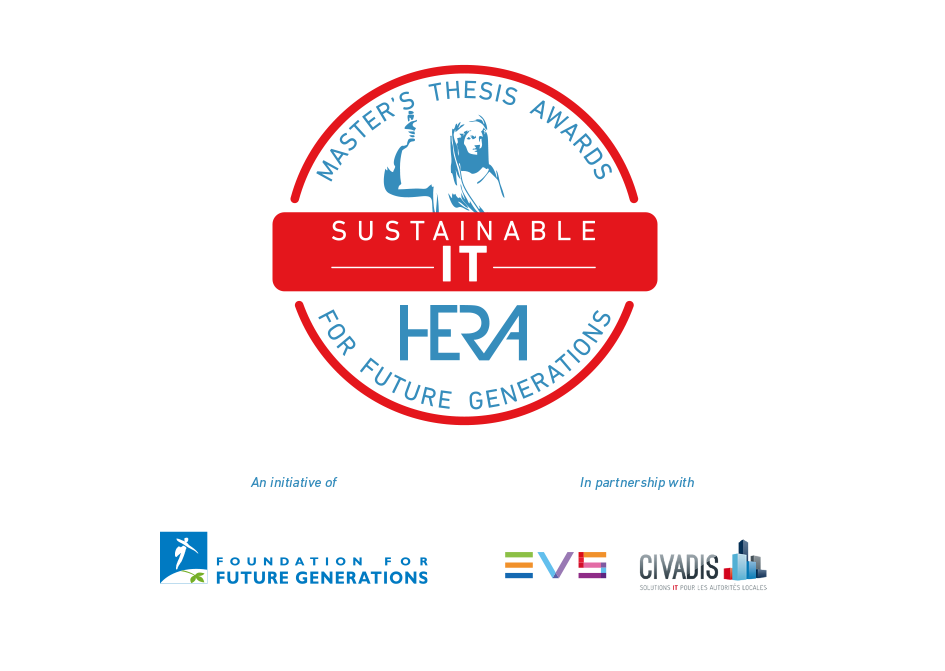 MASTER'S THESIS AWARDS
SUSTAINABLE
IT
HERA
FOR FUTURE GENERATIONS
An initiative of
In partnership with
FOUNDATION FOR
FUTURE GENERATIONS
EVS
CIVADIS
SOLUTIONS IT POUR LES AUTORITÉS LOCALES